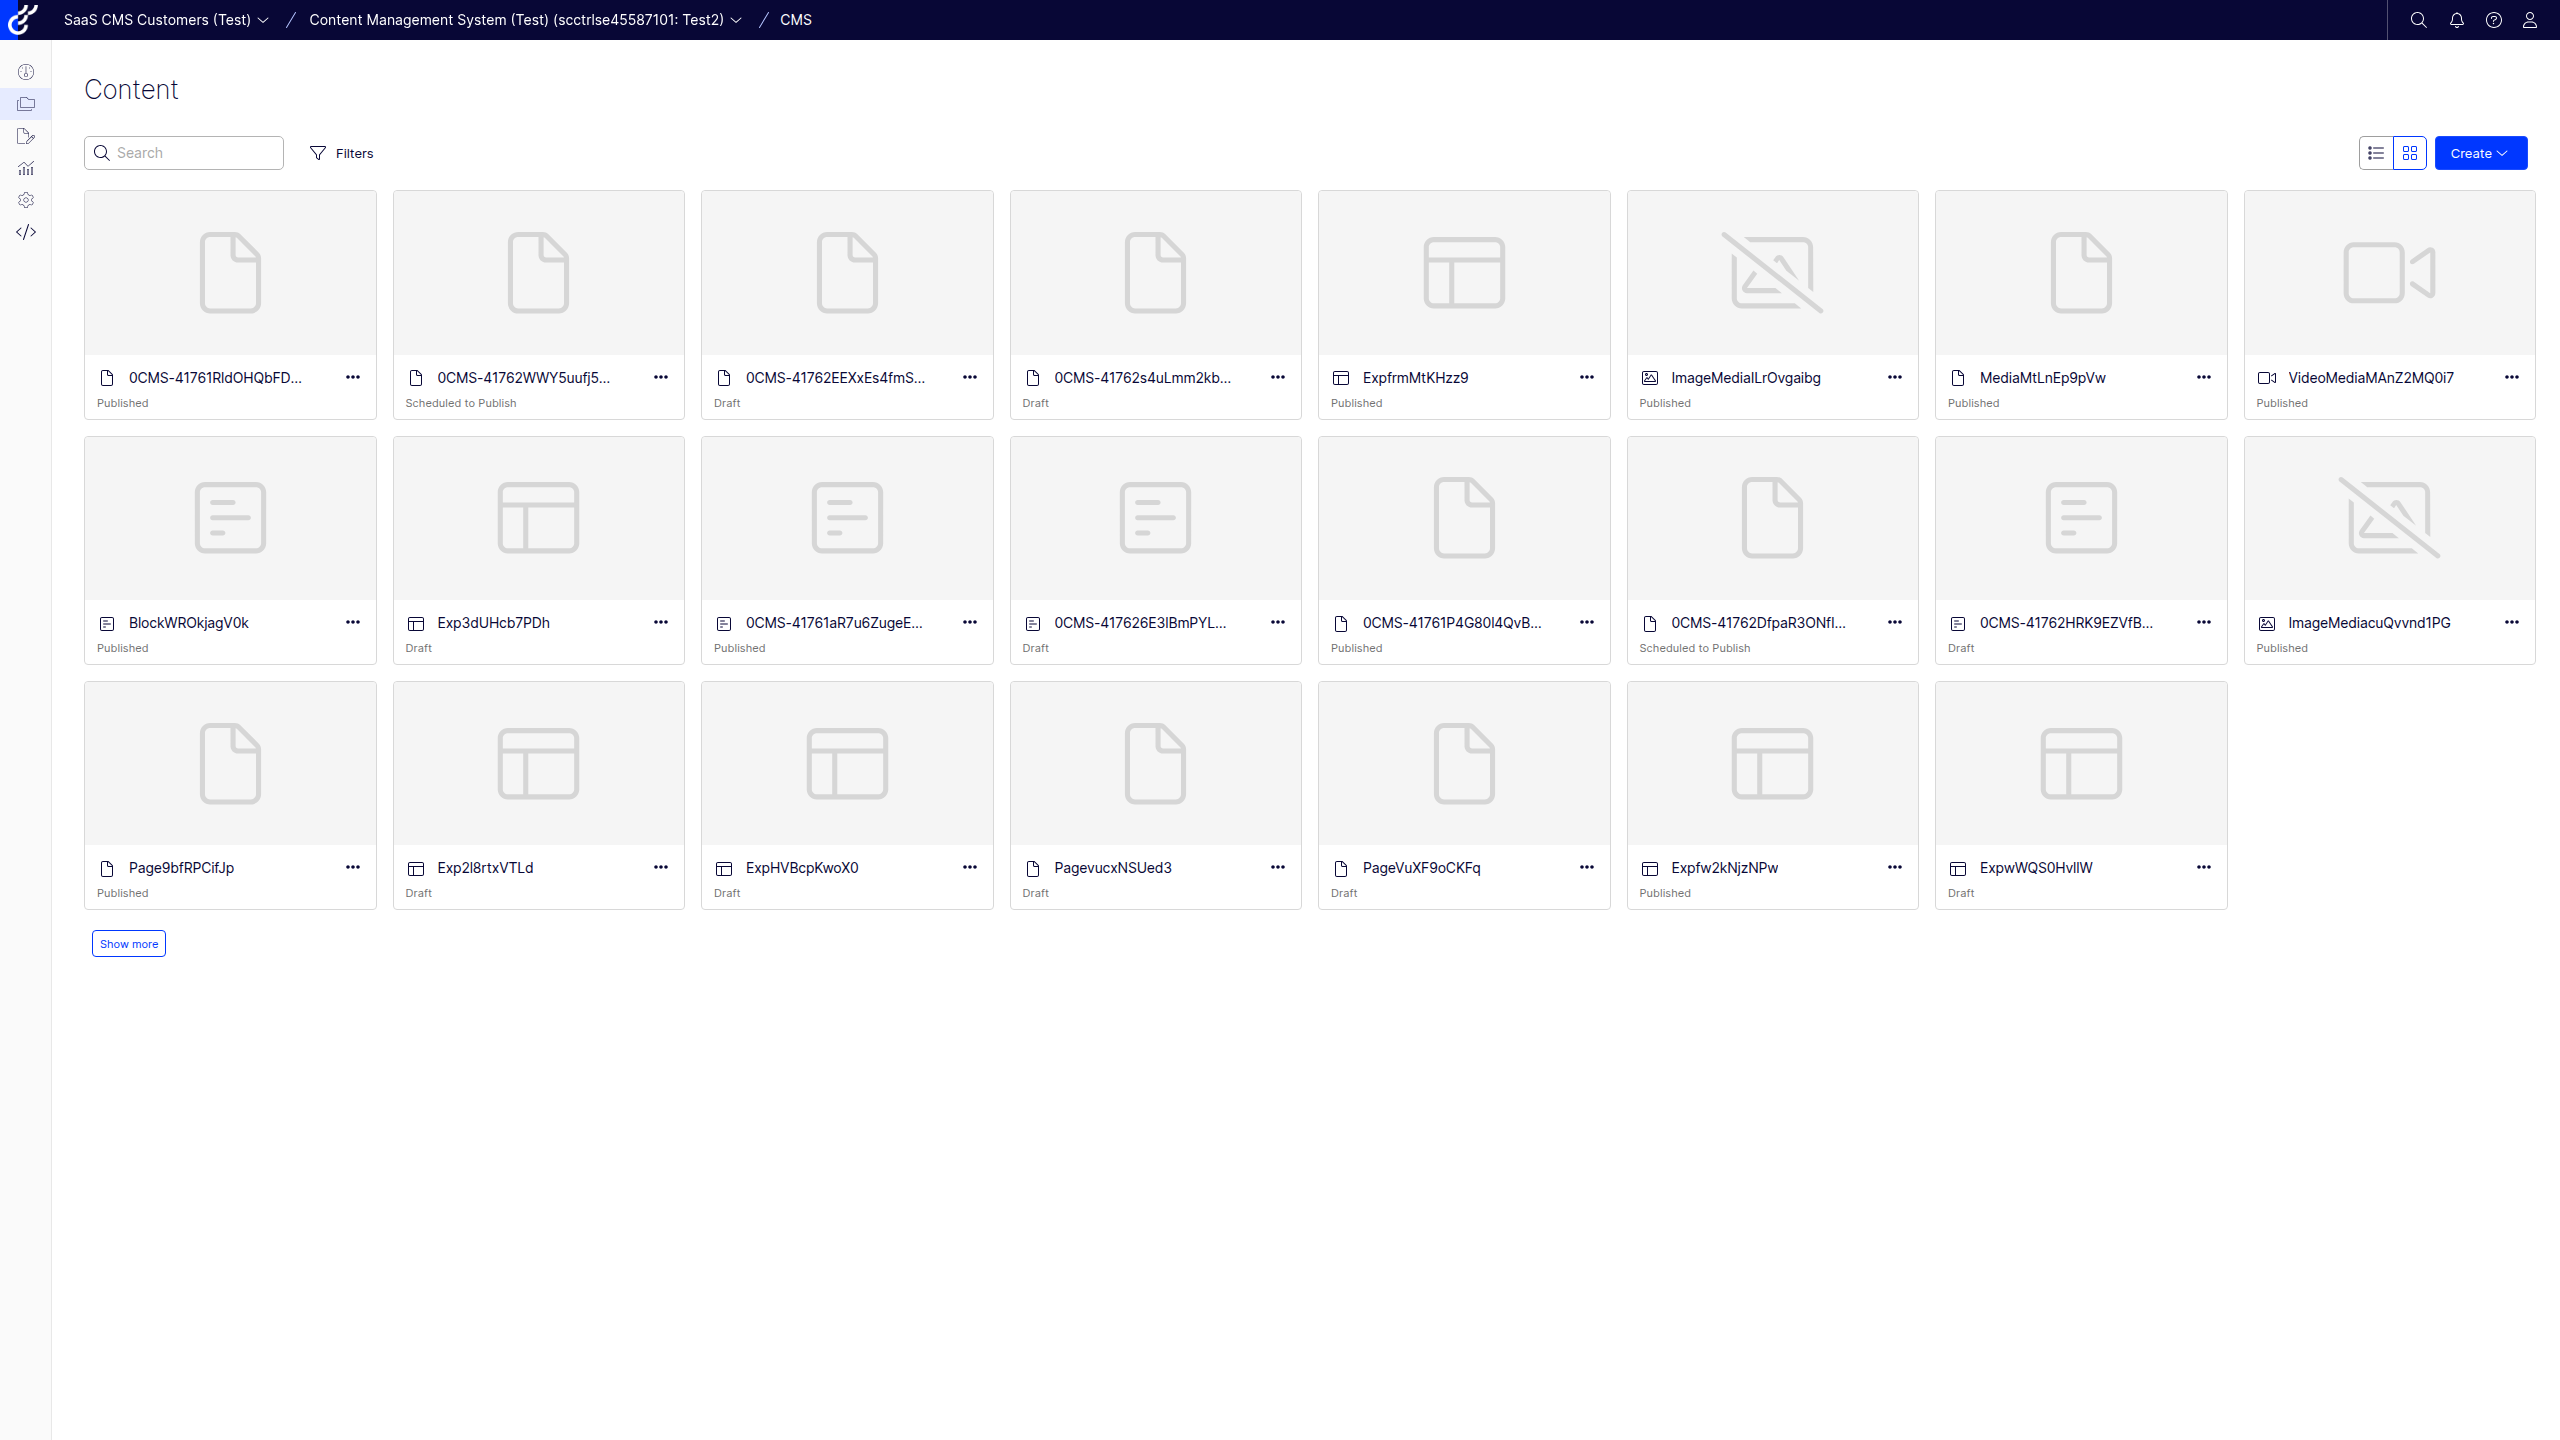 SaaS CMS Customers (Test) / Content Management System (Test) (scctrlse45587101: Test2) / CMS
Content
Search
Filters
Create
0CMS-41761RldOHQbFD...
0CMS-41762WWY5uufj5...
0CMS-41762EEXxEs4fmS...
0CMS-41762s4uLmm2kb...
ExpfrmMtKHzz9
ImageMediaILrOvgaibg
MediaMtLnEp9pVw
VideoMediaMAnZ2MQ0i7
Published
Scheduled to Publish
Draft
Draft
Published
Published
Published
Published
BlockWROkjagV0k
Exp3dUHcb7PDh
0CMS-41761aR7u6ZugeE...
0CMS-417626E3IBmPYL...
0CMS-41761P4G80l4QvB...
0CMS-41762DfpaR3ONfI...
0CMS-41762HRK9EZVfB...
ImageMediacuQvvnd1PG
Published
Draft
Published
Draft
Published
Scheduled to Publish
Draft
Published
Page9bfRPCifJp
Exp2l8rtxVTLd
ExpHVBcpKwoX0
PagevucxNSUed3
PageVuXF9oCKFq
Expfw2kNjzNPw
ExpwWQS0HvIlW
Published
Draft
Draft
Draft
Draft
Published
Draft
Show more